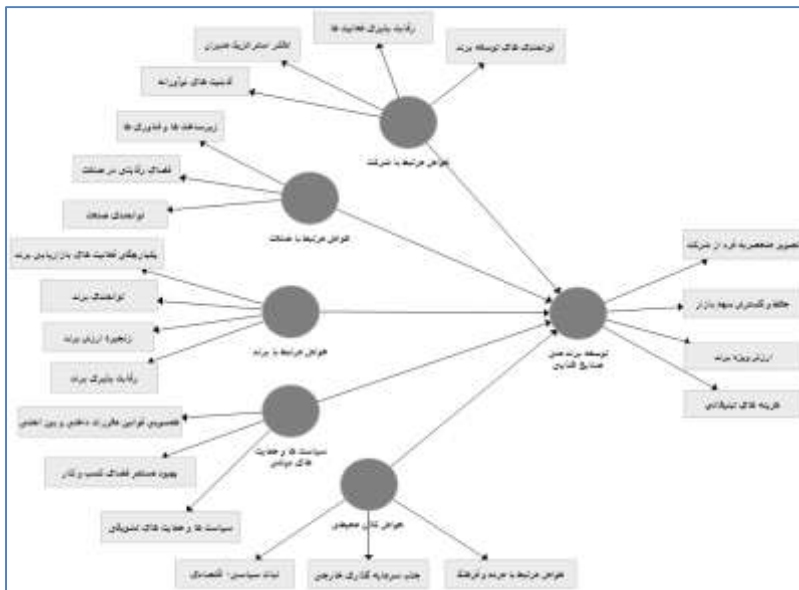 رقابت پذیری فعالیت ها
توانمندی های توسعه برند
تفکر استراتژیک مدیران
قابلیت های نوآورانه
عوامل مرتبط با شرکت
زیرساخت ها و فناوری ها
فضای رقابتی در صنعت
توانمندی صنعت
عوامل مرتبط با صنعت
یکپارچگی فعالیت های بازاریابی برند
توانمندی برند
زنجیره ارزش برند
رقابت پذیری برند
عوامل مرتبط با برند
تصویر منحصربه فرد از شرکت
حفظ و گسترش سهم بازار
ارزش ویژه برند
هزینه های تبلیغاتی
توسعه برند ملی
صنایع غذایی
قوانین مقررات داخلی و بین المللی
بهبود مستمر فضای کسب و کار
سیاست ها و حمایت های تشویقی
سیاست ها و حمایت
های دولتی
عوامل کلان محیطی
ثبات سیاسی- اقتصادی
جذب سرمایه گذاری خارجی
عوامل مرتبط با مردم و فرهنگ